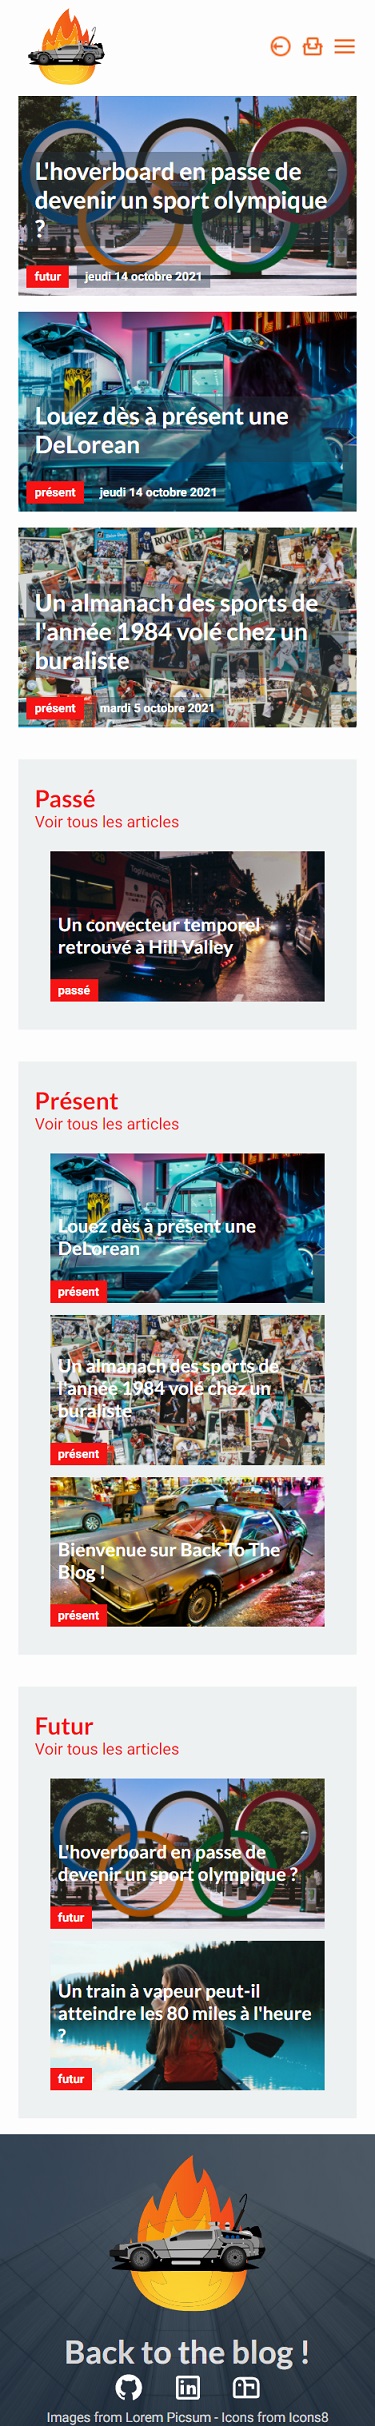 L'hoverboard en passe de
devenir un sport olympique
?
futur
jeudi 14 octobre 2021
Louez dès à présent une
DeLorean
présent
jeudi 14 octobre 2021
ROOKIE
Un almanach des sports de
l'année 1984 volé chez un
buraliste
présent
mardi 5 octobre 2021
Passé
Voir tous les articles
Un convecteur temporel
retrouvé à Hill Valley
passé
Présent
Voir tous les articles
Louez dès à présent une
DeLorean
présent
Un almanach des sports de
l'année 1984 volé chez un
buraliste
présent
Bienvenue sur Back To The
Blog !
présent
Futur
Voir tous les articles
L'hoverboard en passe de
devenir un sport olympique ?
futur
Un train à vapeur peut-il
atteindre les 80 miles à l'heure
?
futur
Back to the blog !
in
Images from Lorem Picsum - Icons from Icons8